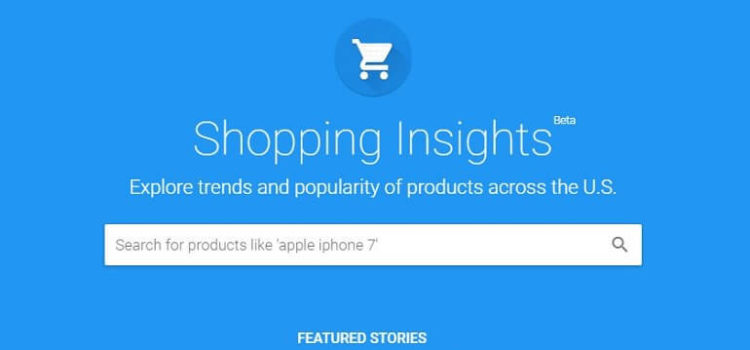 Shopping Insights Beta
Explore trends and popularity of products across the U.S.
Search for products like 'apple iphone 7'
FEATURED STORIES